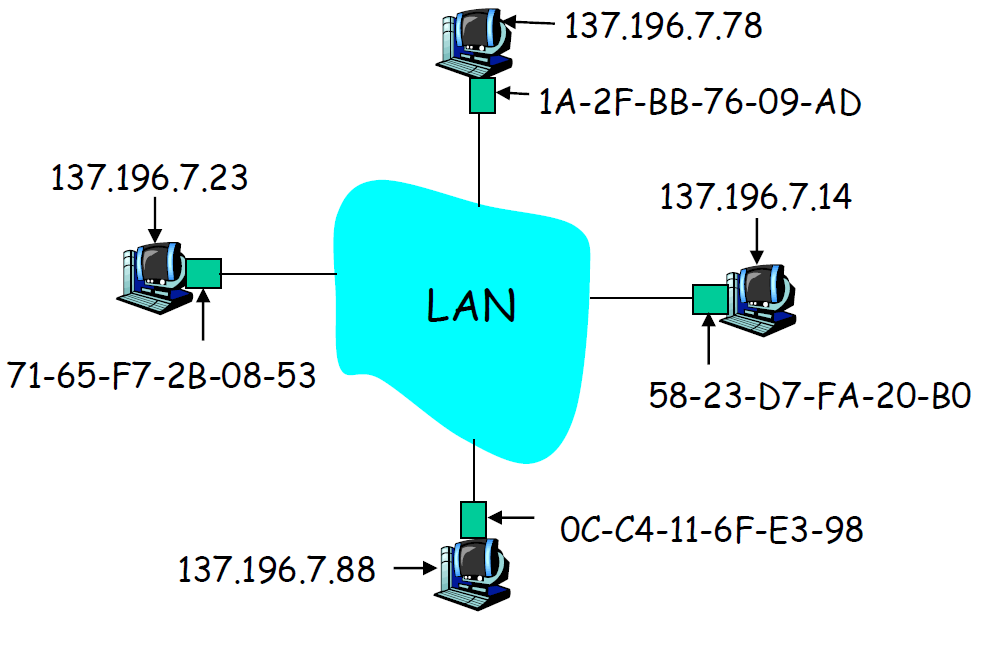 137.196.7.78
1A-2F-BB-76-09-AD
137.196.7.23
137.196.7.14
LAN
71-65-F7-2B-08-53
58-23-D7-FA-20-B0
0C-C4-11-6F-E3-98
137.196.7.88